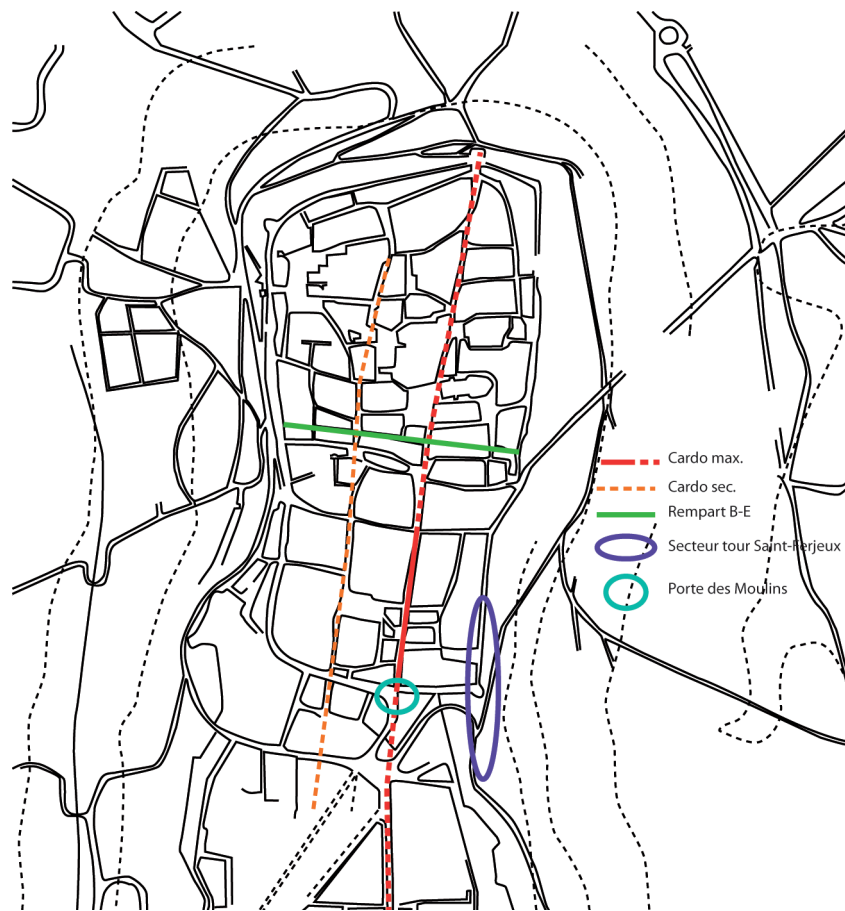 Cardo max.
Cardo sec.
Rempart B-E
Secteur tour Saint-Ferjeux
Porte des Moulins